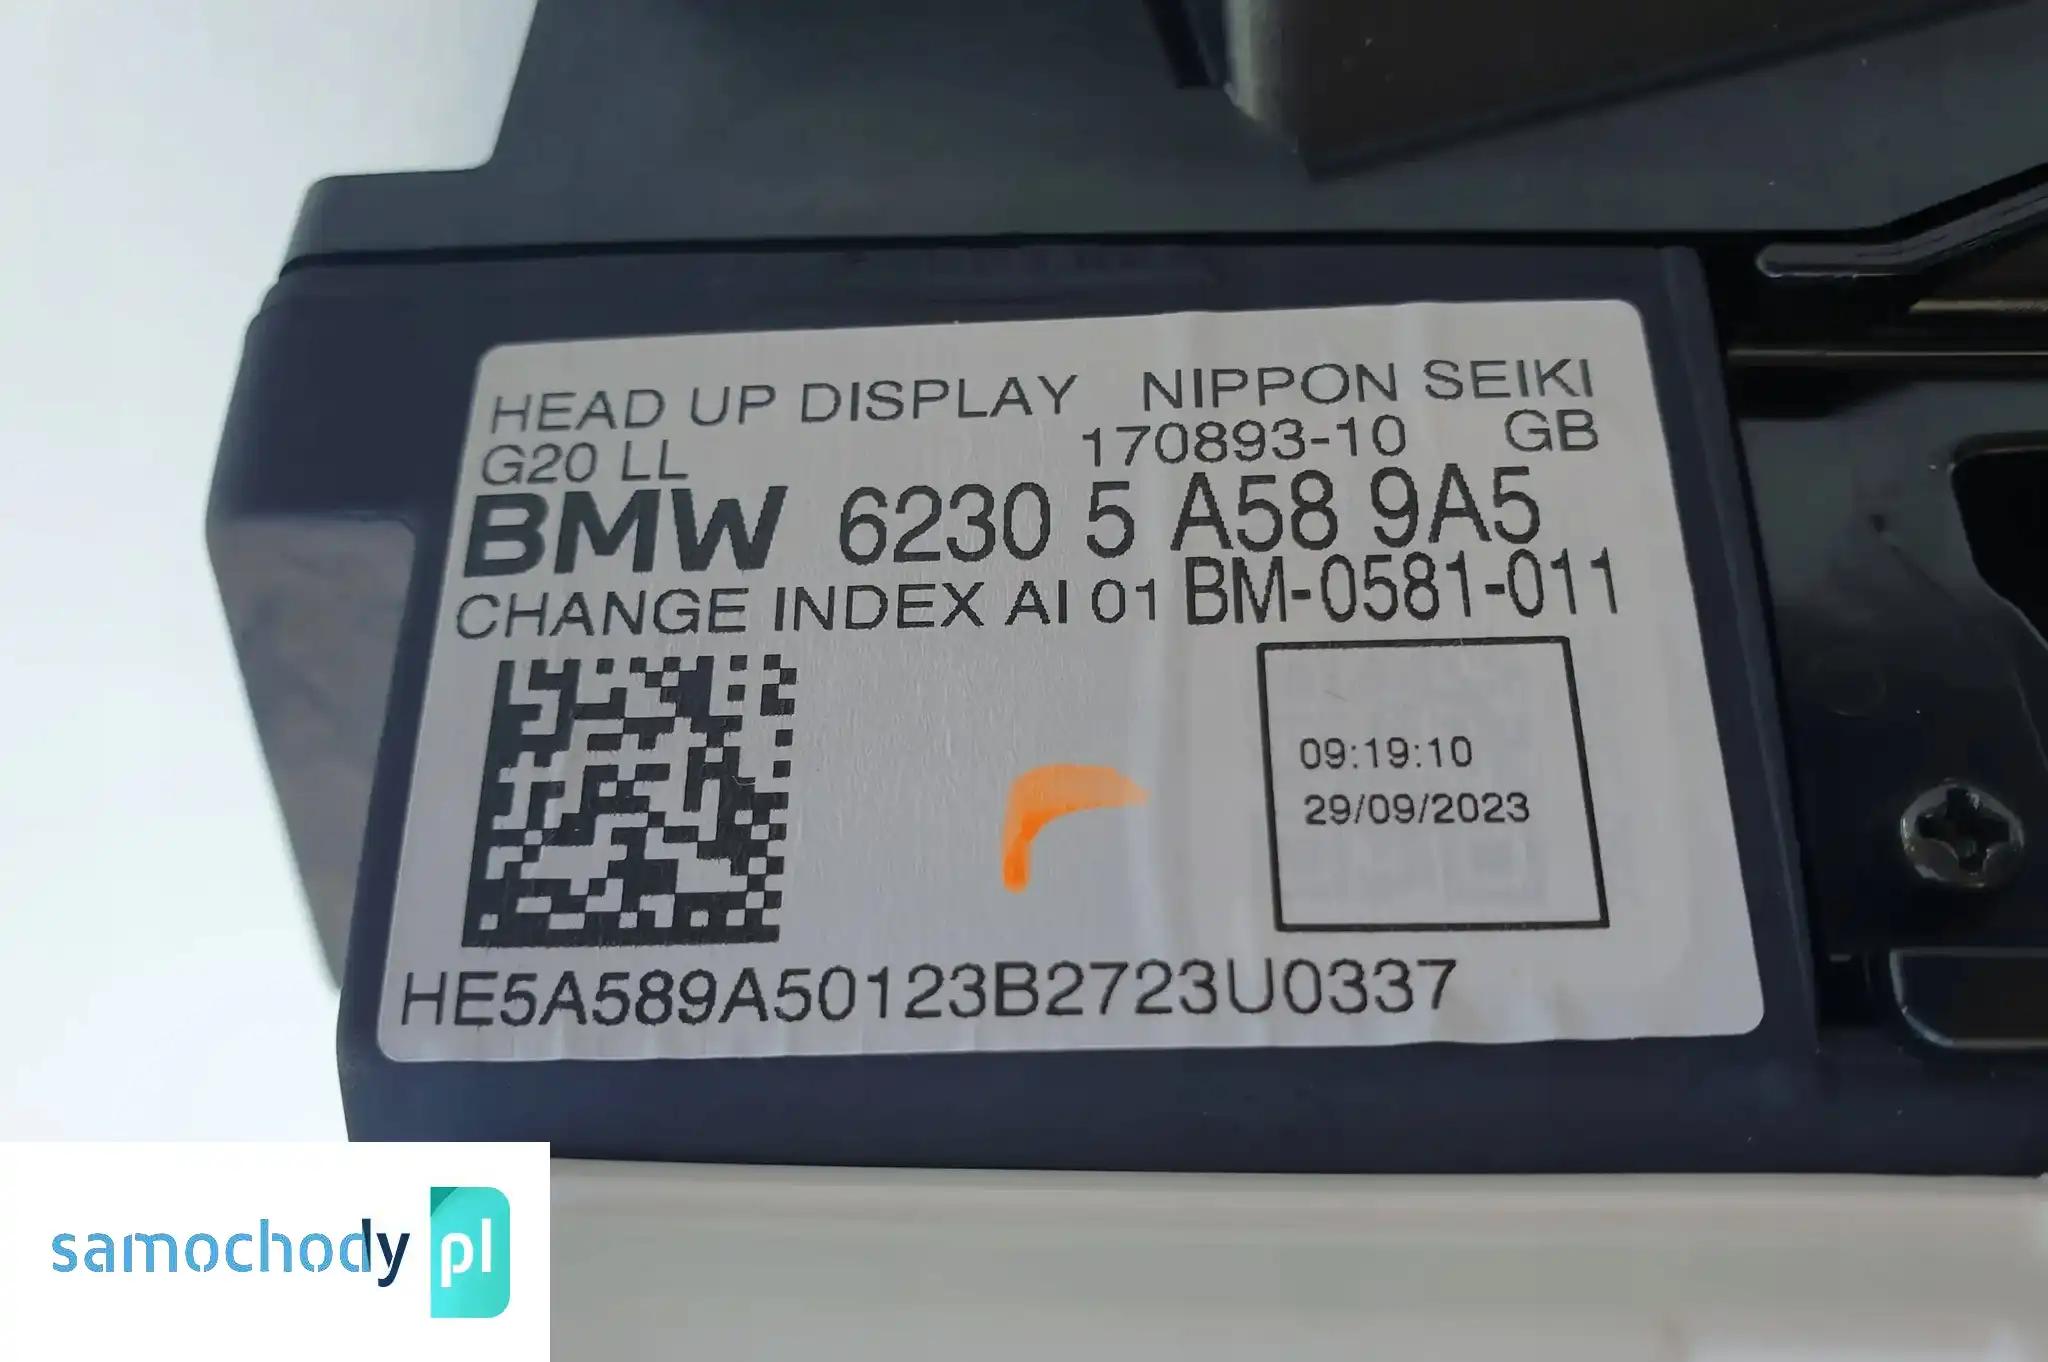 HEAD UP DISPLAY NIPPON SEIKI
G20 LL 170893-10 GB
BMW 6230 5 A58 9A5
CHANGE INDEX AI 01 BM-0581-011
09:19:10
29/09/2023
HE5A589A50123B2723U0337
samochody pl